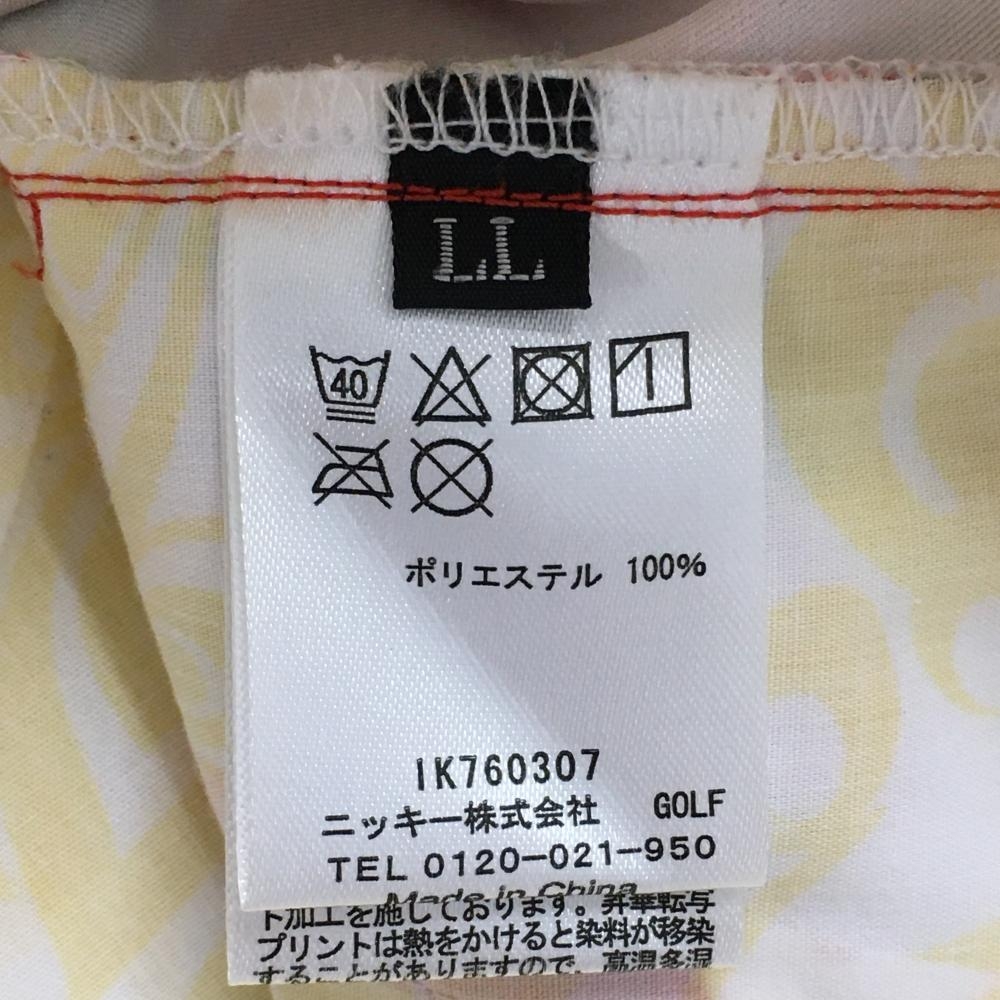 LL
40
ポリエステル 100%
IK760307
ニッキー株式会社 GOLF
TEL 0120-021-950
Made in China
ト加工を施しております。昇華転写
プリントは熱をかけると染料が移染
することがありますので、高温多湿